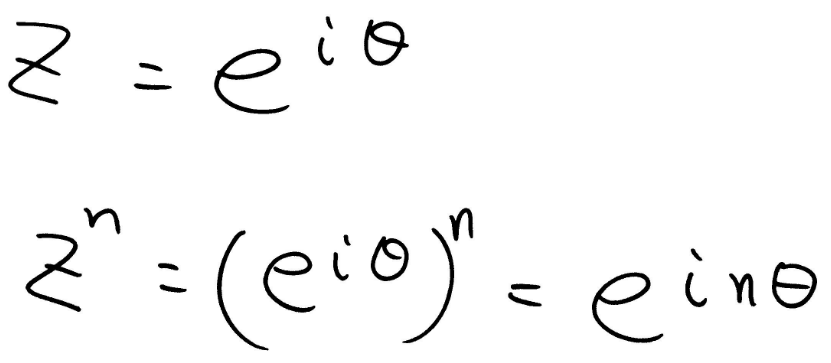 z = e^{iθ}
z^n = (e^{iθ})^n = e^{inθ}